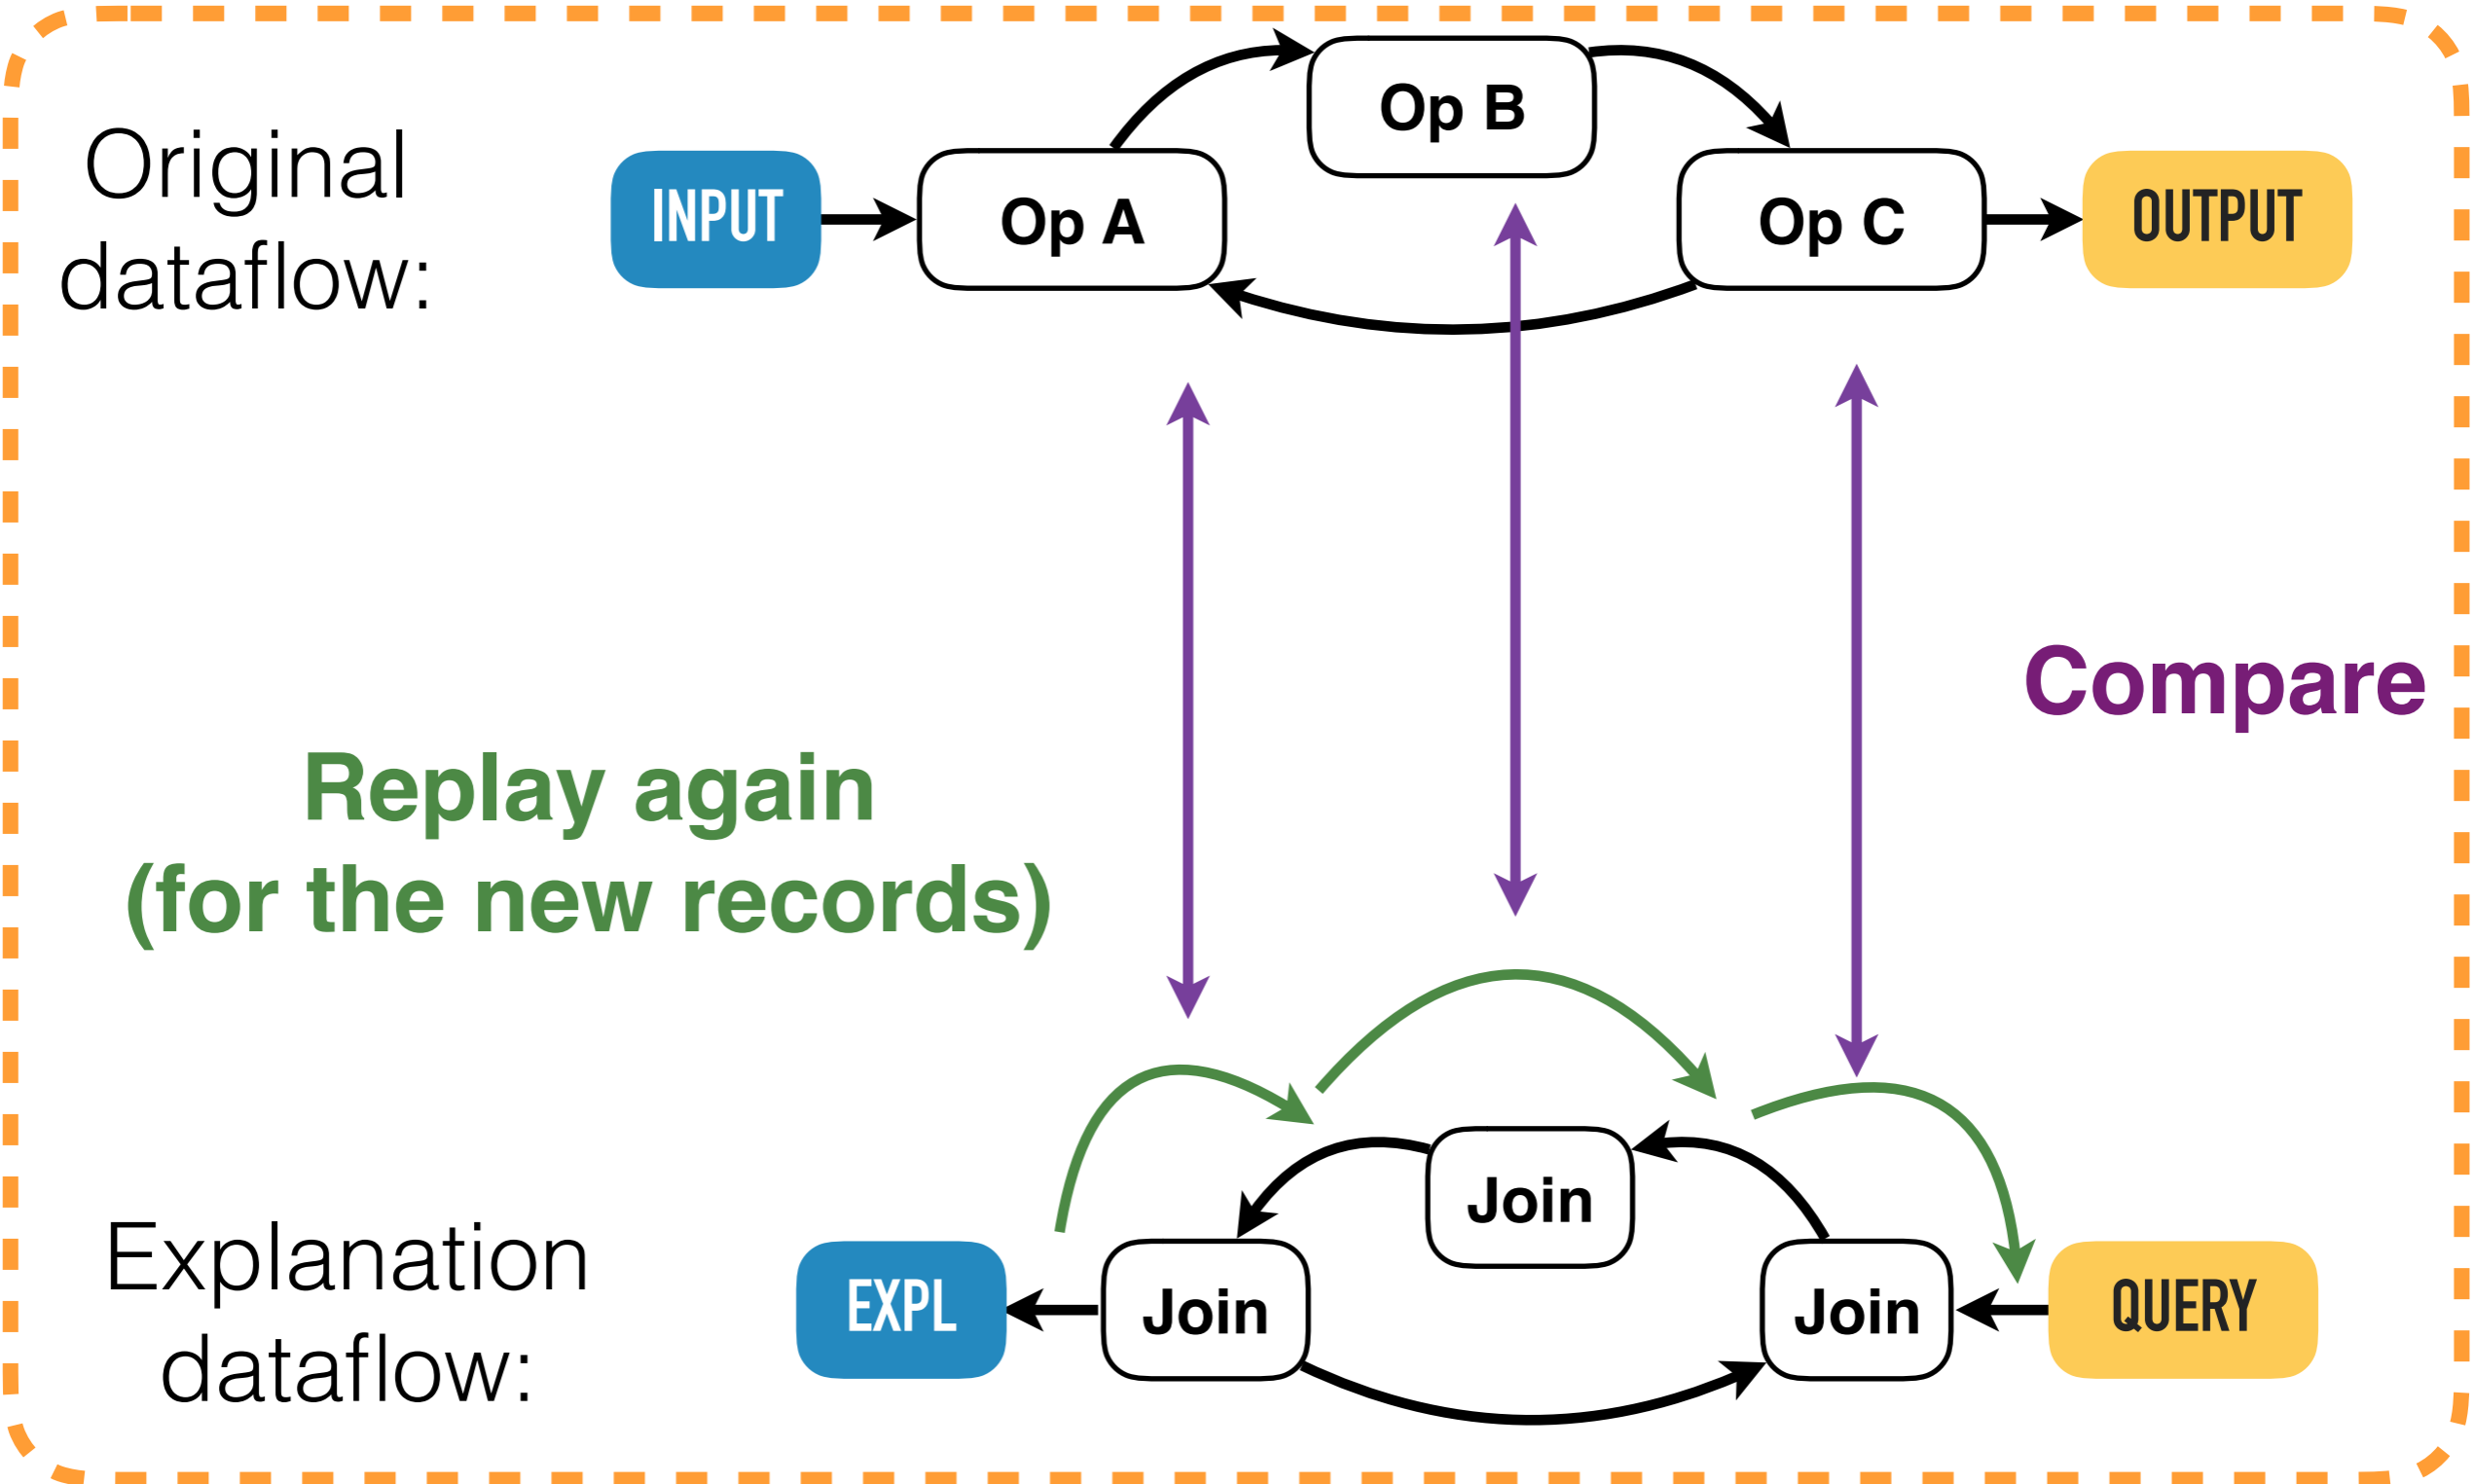 Original
dataflow:
INPUT
Op A
Op B
Op C
OUTPUT
Compare
Replay again
(for the new records)
Explanation
dataflow:
EXPL
Join
Join
Join
QUERY